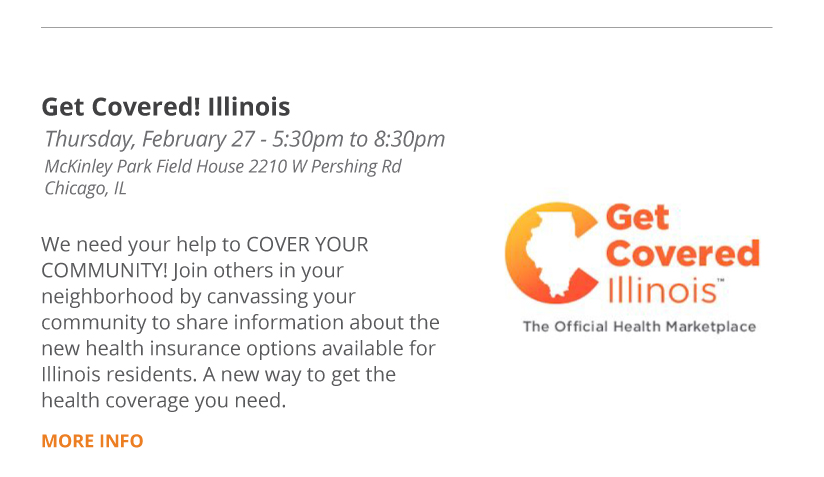 Get Covered! Illinois
Thursday, February 27 - 5:30pm to 8:30pm
McKinley Park Field House 2210 W Pershing Rd
Chicago, IL
We need your help to COVER YOUR
COMMUNITY! Join others in your
neighborhood by canvassing your
community to share information about the
new health insurance options available for
Illinois residents. A new way to get the
health coverage you need.
MORE INFO
Get
Covered
Illinois™
The Official Health Marketplace